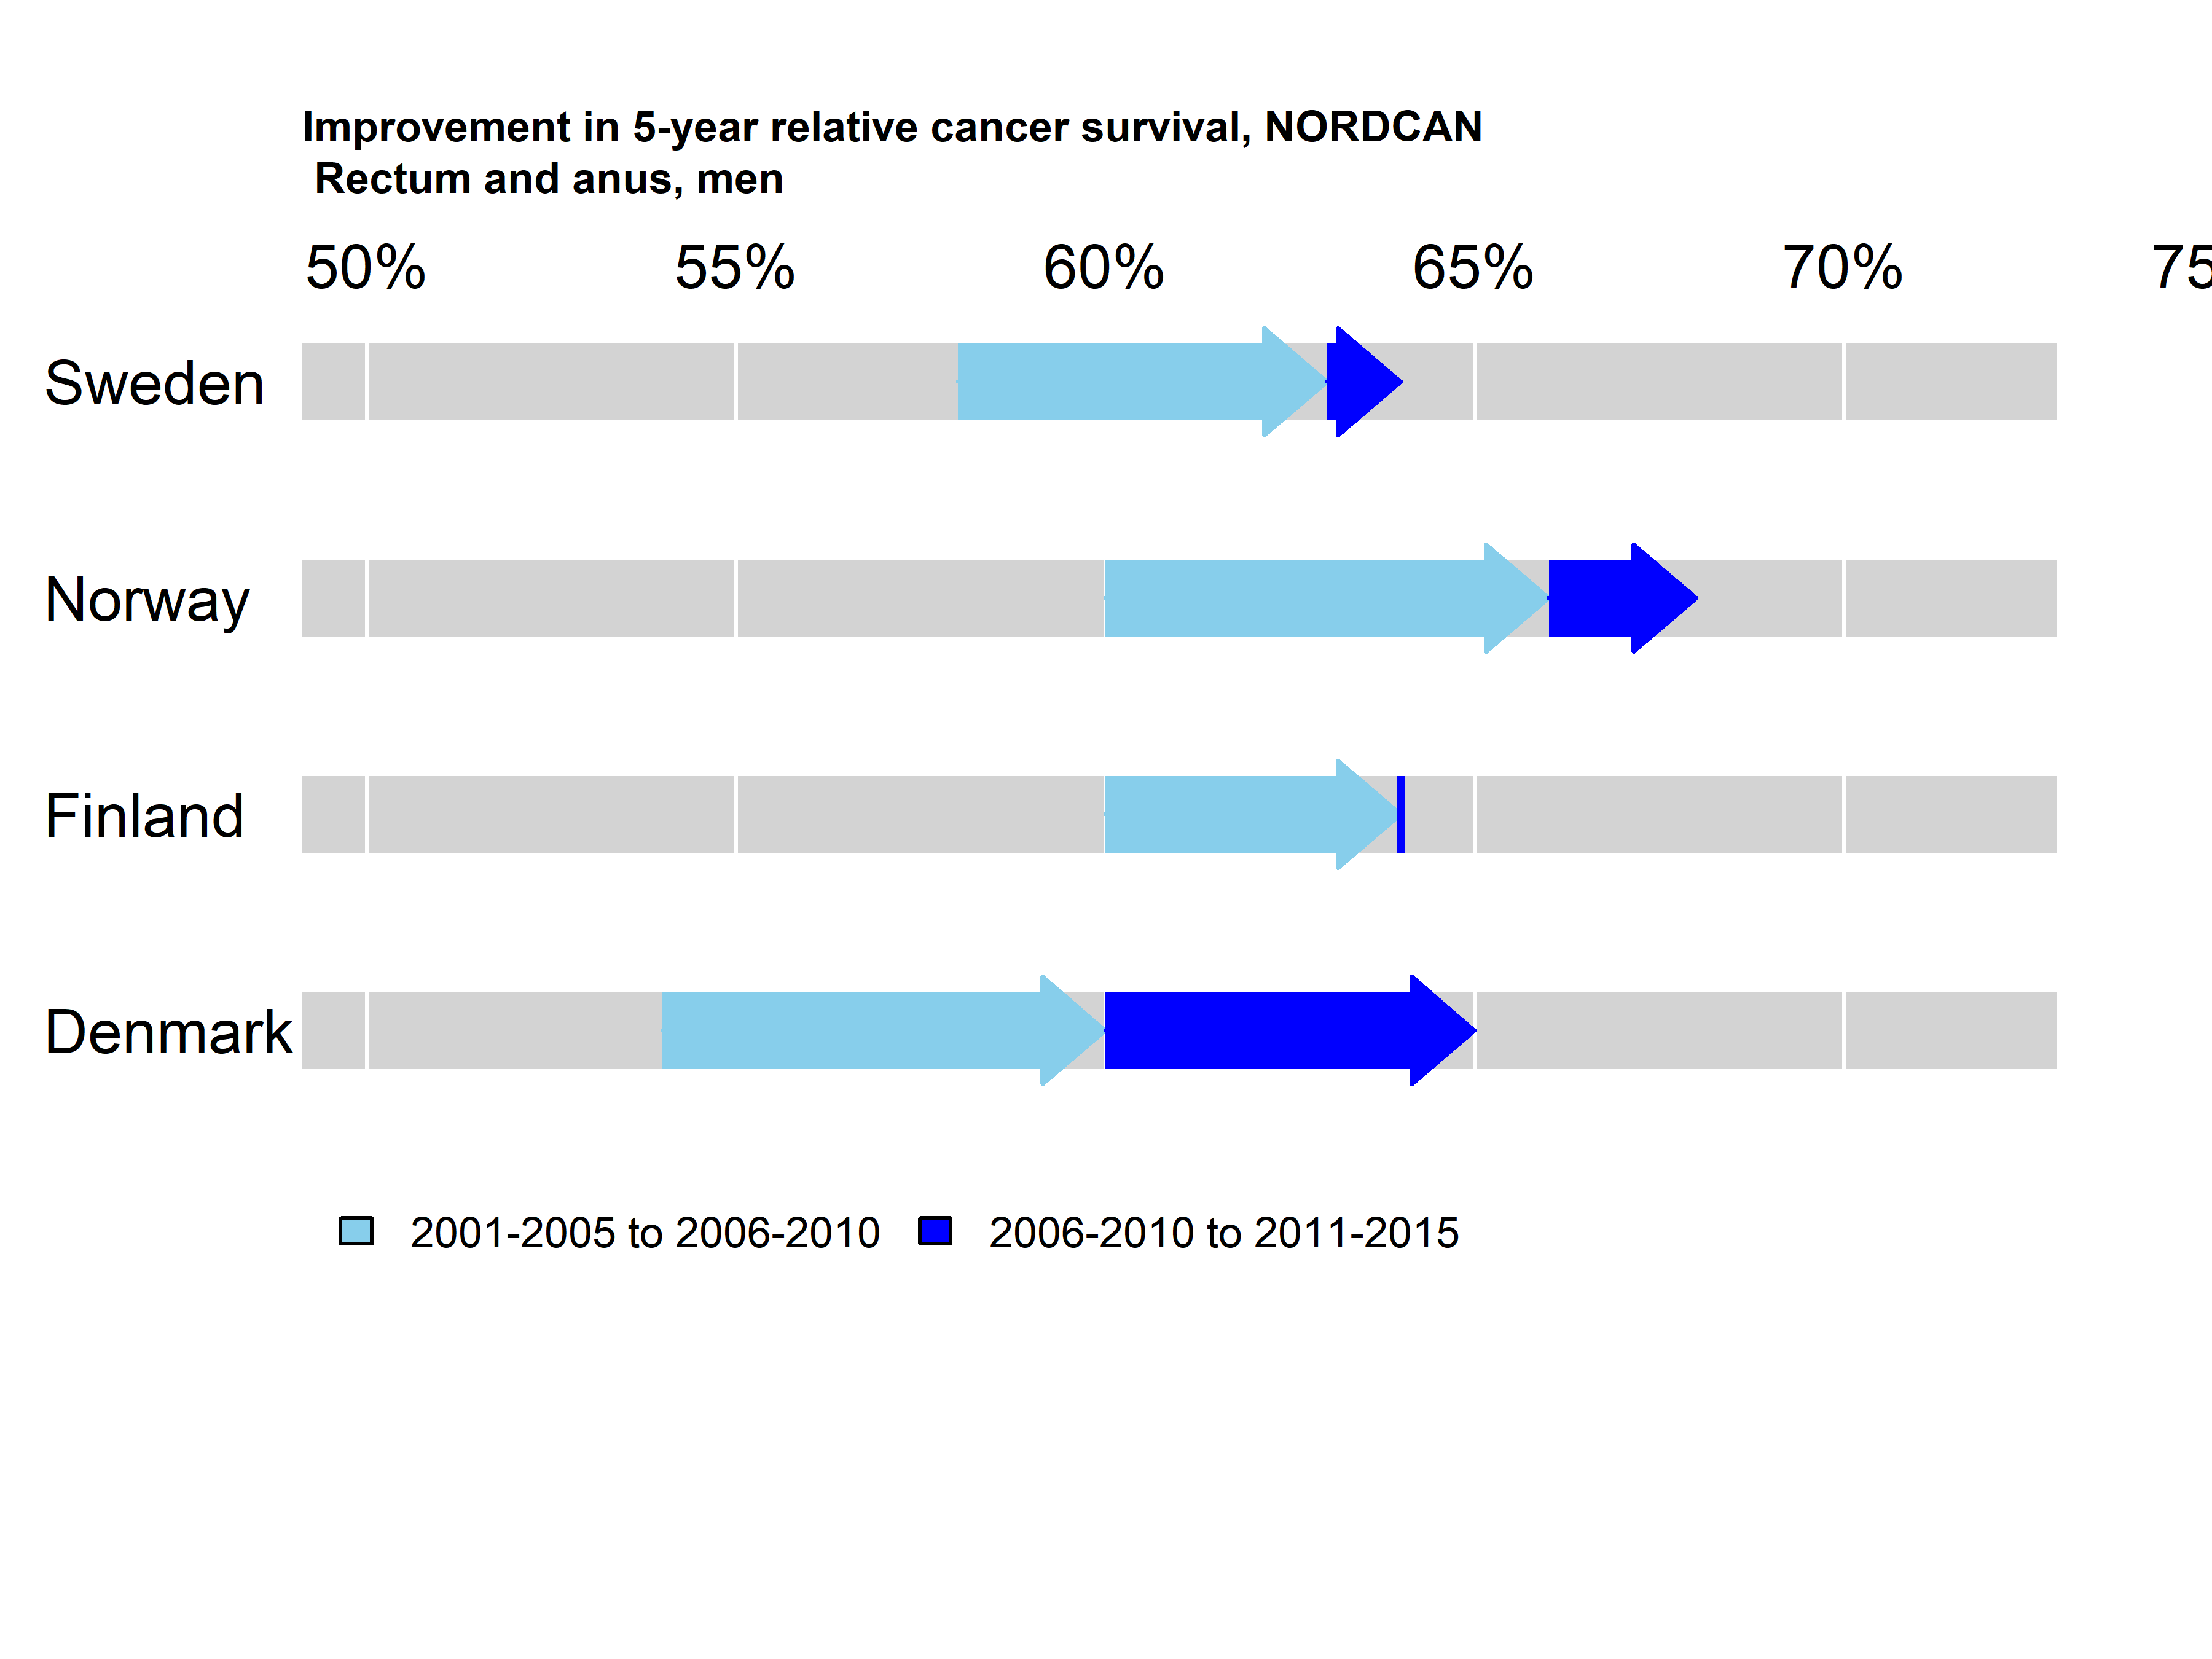 Improvement in 5-year relative cancer survival, NORDCAN
Rectum and anus, men
50% 55% 60% 65% 70% 75
Sweden
Norway
Finland
Denmark
2001-2005 to 2006-2010 2006-2010 to 2011-2015